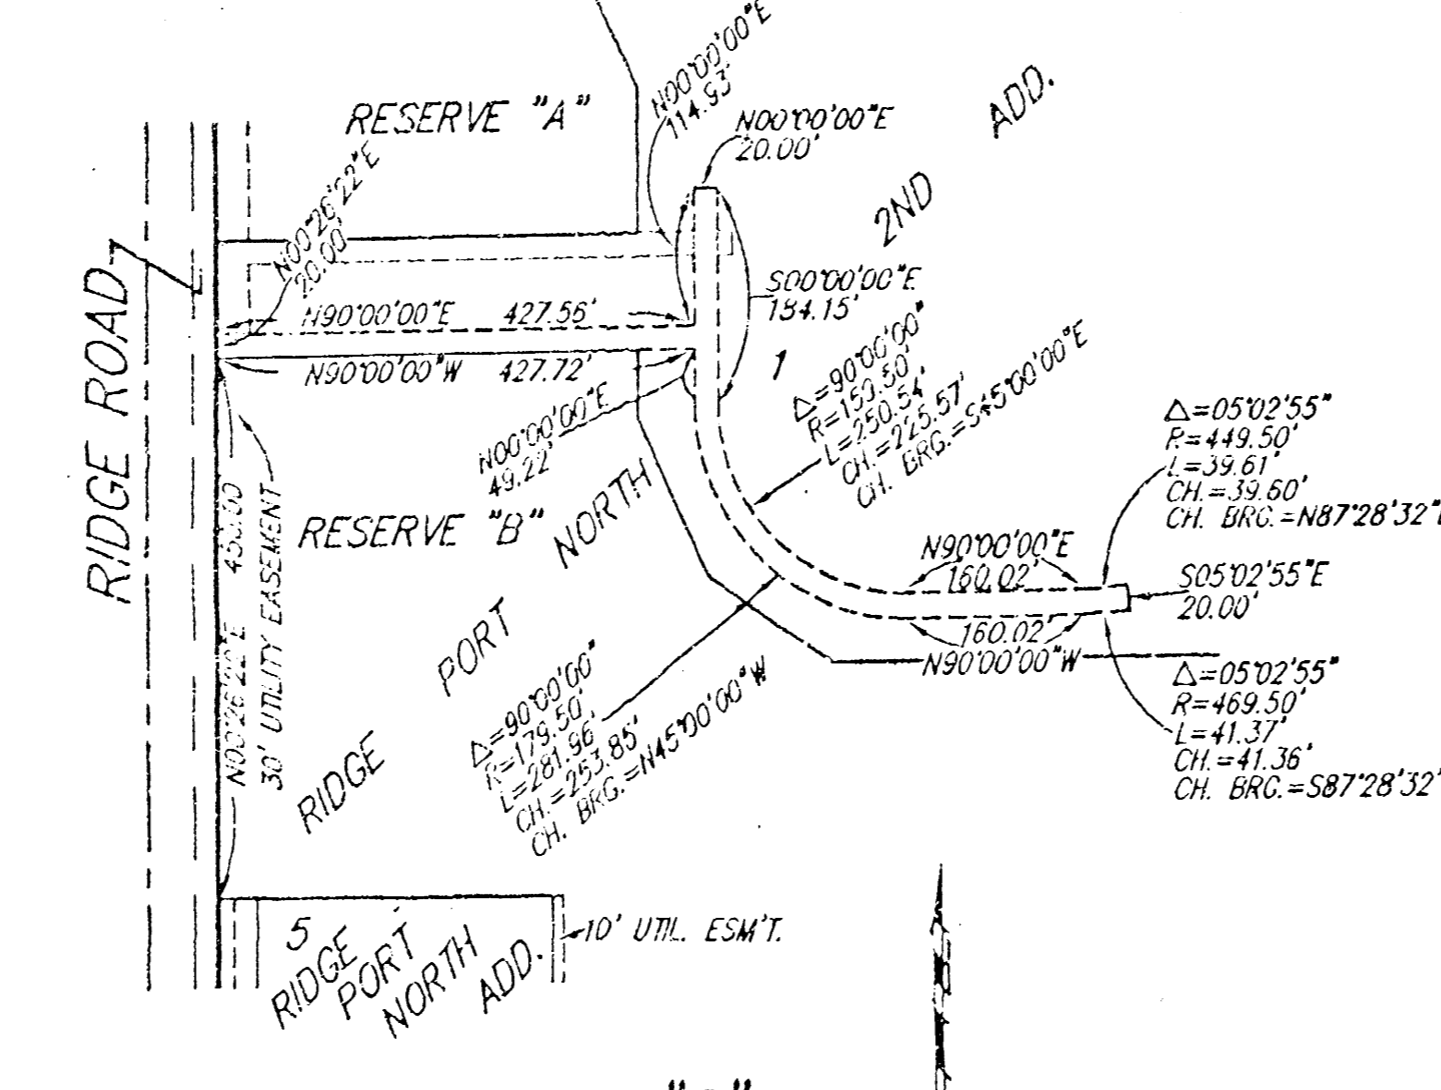 RESERVE "A"
N00°00'00"E
114.93'
N00°00'00"E
20.00'
ADD.
2ND
N00°26'22"E
20.00'
RIDGE ROAD
N90°00'00"E 427.56'
N90°00'00"W 427.72'
S00°00'00"E
184.15'
1
Δ=90°00'00"
R=159.50'
L=250.54'
CH.=225.57'
CH. BRG.=S45°00'00"E
N00°00'00"E
49.22'
Δ=05°02'55"
R=449.50'
L=39.61'
CH.=39.60'
CH. BRG.=N87°28'32"
RESERVE "B"
NORTH
PORT
RIDGE
N00°26'22"E
30' UTILITY EASEMENT
N90°00'00"E
160.02'
S05°02'55"E
20.00'
160.02'
N90°00'00"W
Δ=05°02'55"
R=469.50'
L=41.37'
CH.=41.36'
CH. BRG.=S87°28'32"
Δ=90°00'00"
R=179.50'
L=281.96'
CH.=253.85'
CH. BRG.=N45°00'00"W
5
RIDGE
PORT
NORTH
ADD.
10' UTIL. ESM'T.